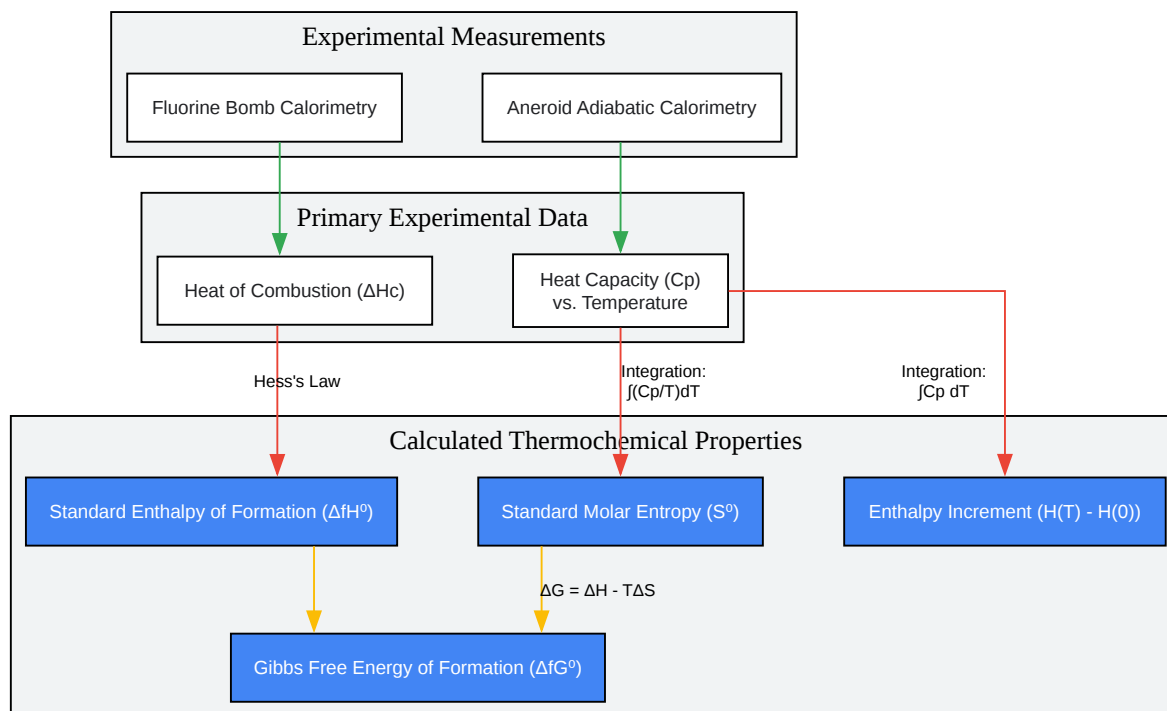 Experimental Measurements
Fluorine Bomb Calorimetry
Aneroid Adiabatic Calorimetry
Primary Experimental Data
Heat of Combustion (ΔHc)
Heat Capacity (Cp)
vs. Temperature
Hess's Law
Integration:
∫(Cp/T)dT
Integration:
∫Cp dT
Calculated Thermochemical Properties
Standard Enthalpy of Formation (ΔfH⁰)
Standard Molar Entropy (S⁰)
Enthalpy Increment (H(T) - H(0))
ΔG = ΔH - TΔS
Gibbs Free Energy of Formation (ΔfG⁰)